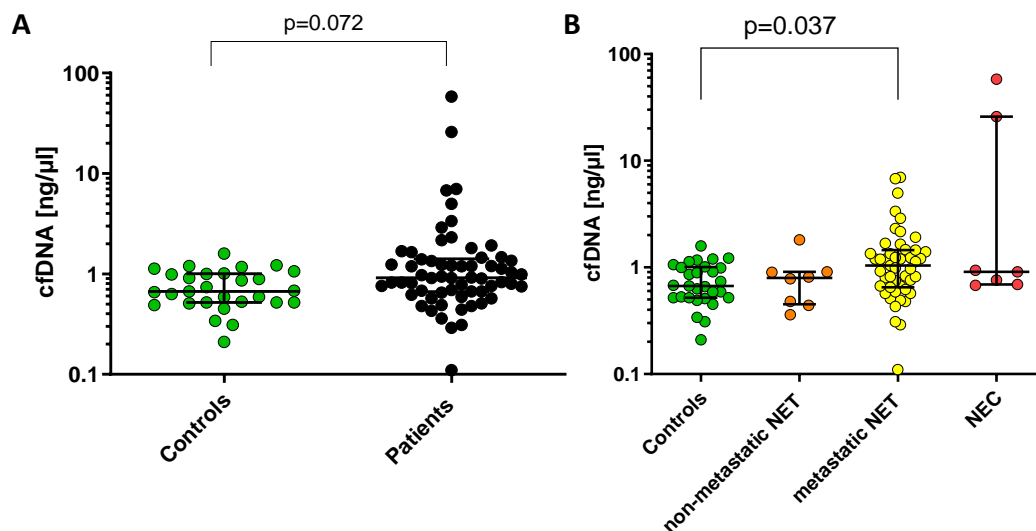 A
p=0.072
cfDNA [ng/µl]
100
10
1
0.1
Controls
Patients
B
p=0.037
cfDNA [ng/µl]
100
10
1
0.1
Controls
non-metastatic NET
metastatic NET
NEC